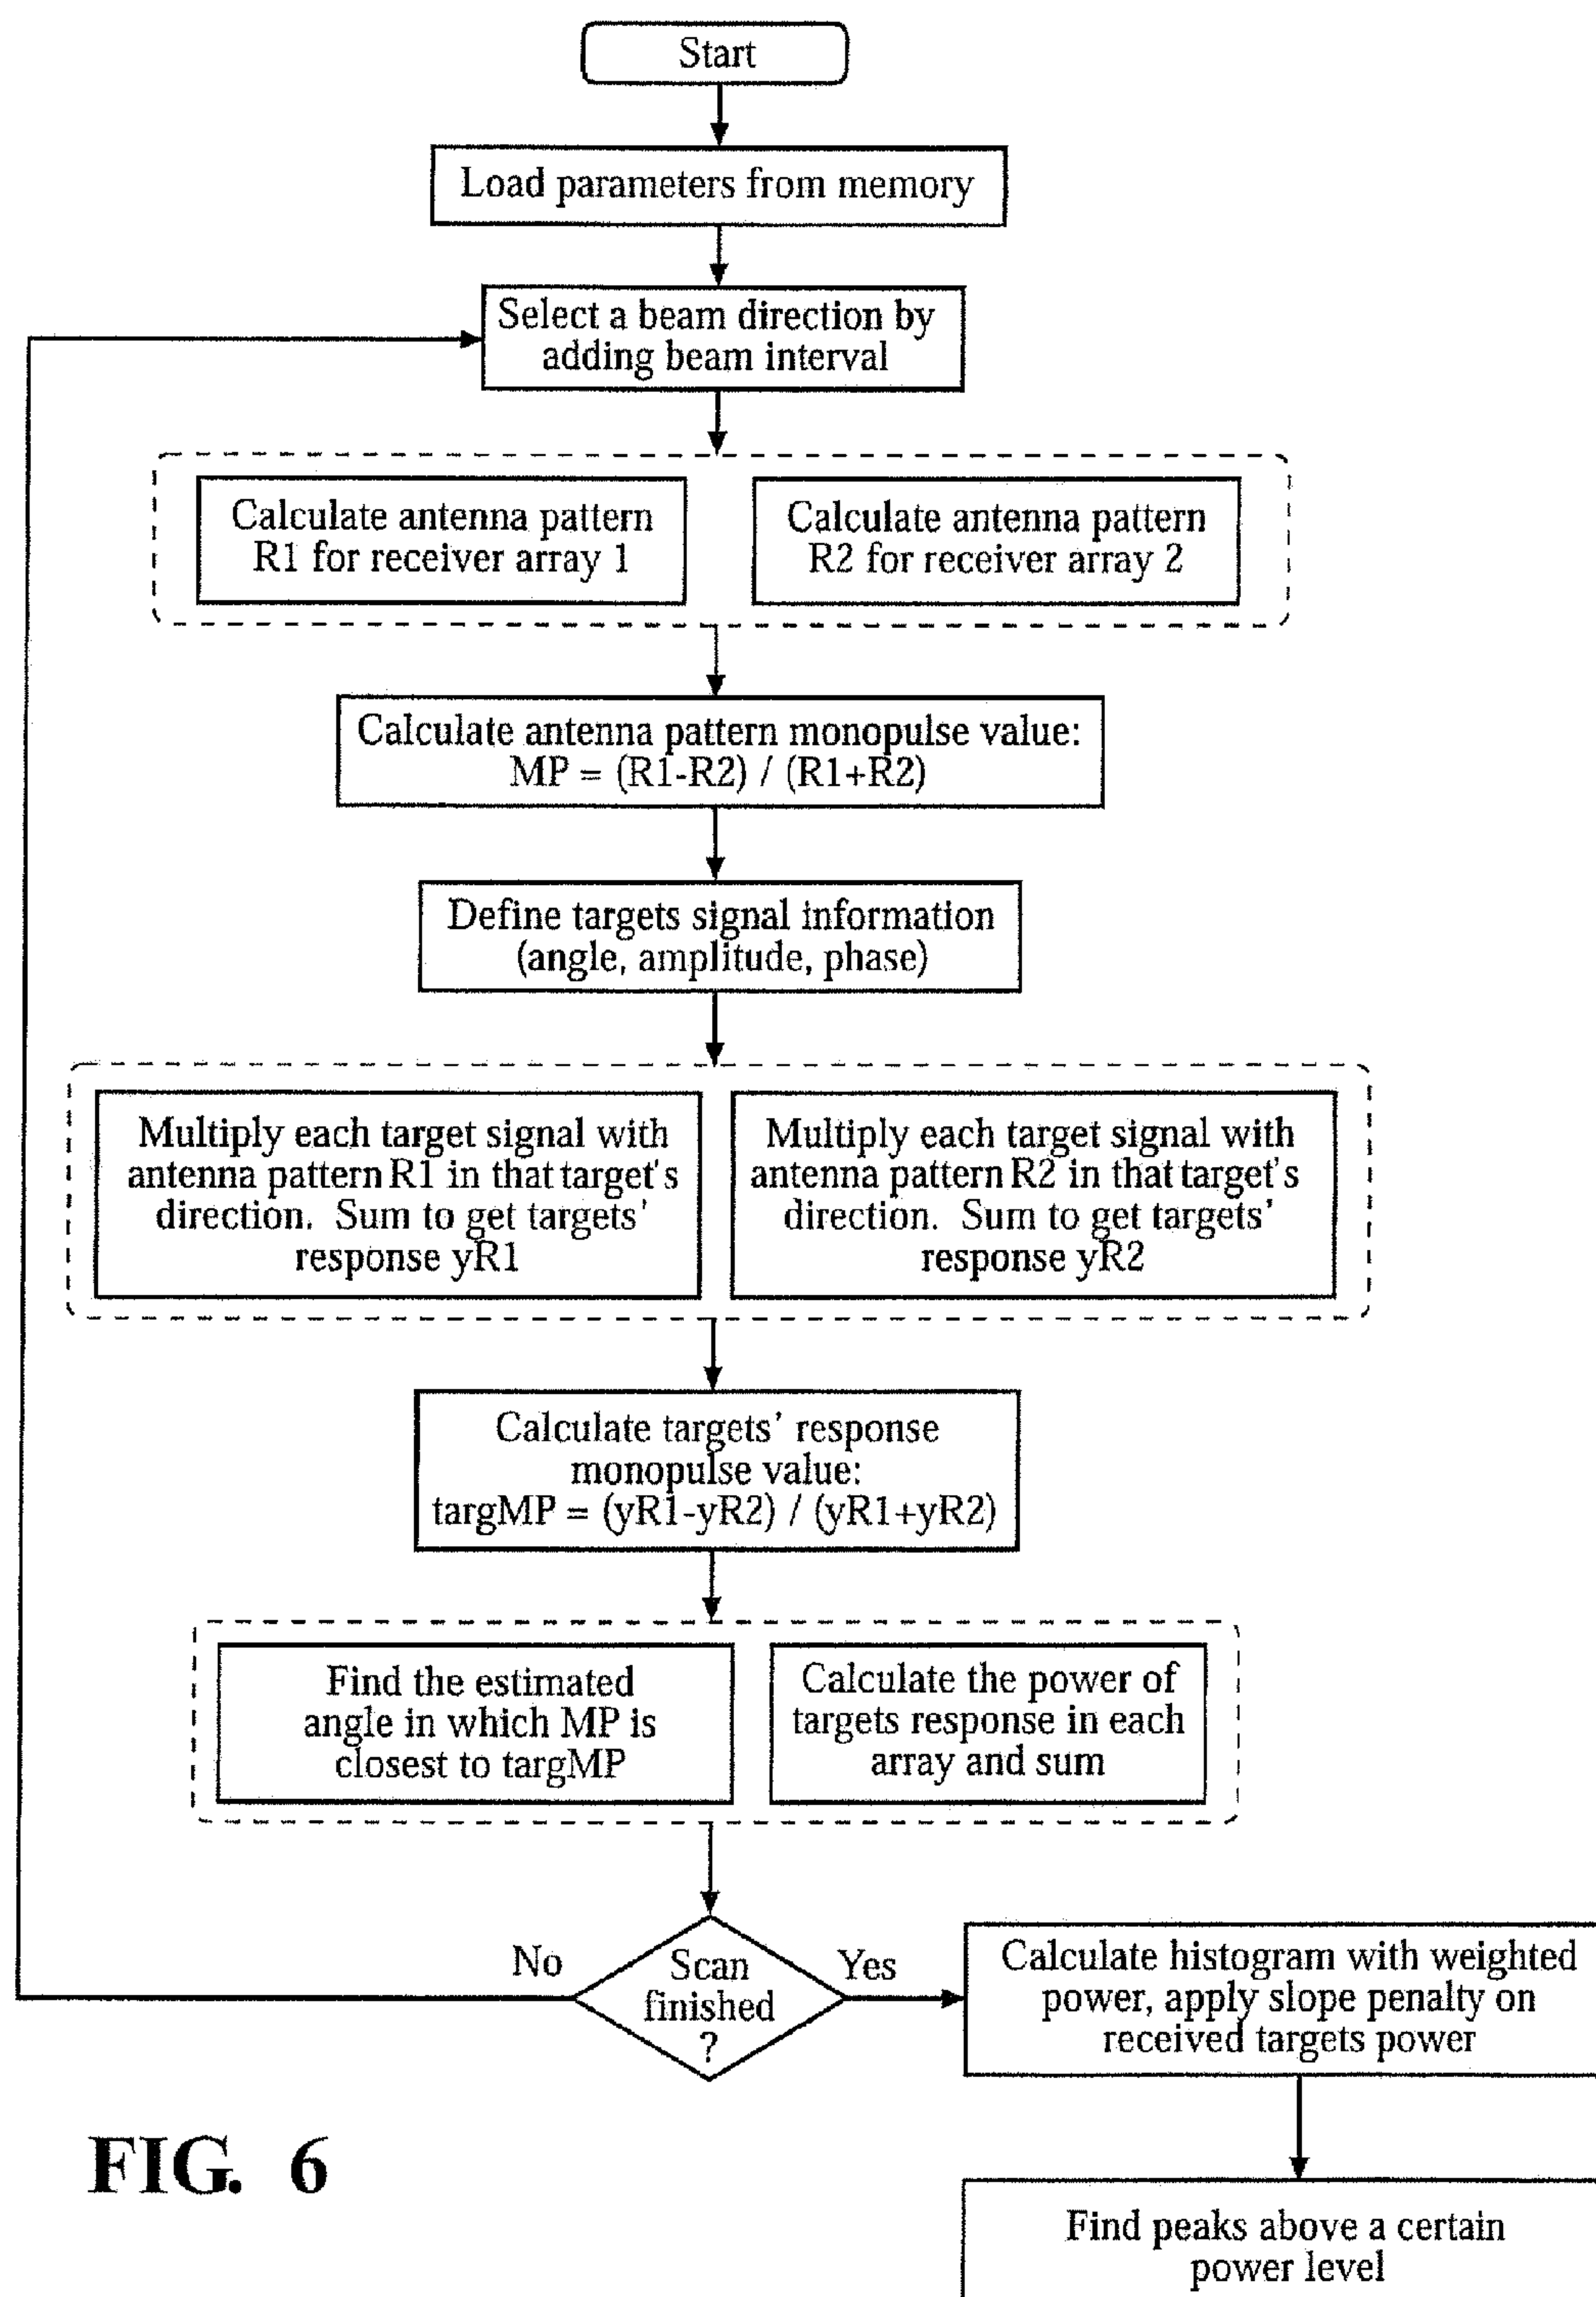 Start
Load parameters from memory
Select a beam direction by
adding beam interval
Calculate antenna pattern
R1 for receiver array 1
Calculate antenna pattern
R2 for receiver array 2
Calculate antenna pattern monopulse value:
MP = (R1-R2) / (R1+R2)
Define targets signal information
(angle, amplitude, phase)
Multiply each target signal with
antenna pattern R1 in that target's
direction. Sum to get targets'
response yR1
Multiply each target signal with
antenna pattern R2 in that target's
direction. Sum to get targets'
response yR2
Calculate targets' response
monopulse value:
targMP = (yR1-yR2) / (yR1+yR2)
Find the estimated
angle in which MP is
closest to targMP
Calculate the power of
targets response in each
array and sum
No
Scan
finished
?
Yes
Calculate histogram with weighted
power, apply slope penalty on
received targets power
Find peaks above a certain
power level
FIG. 6